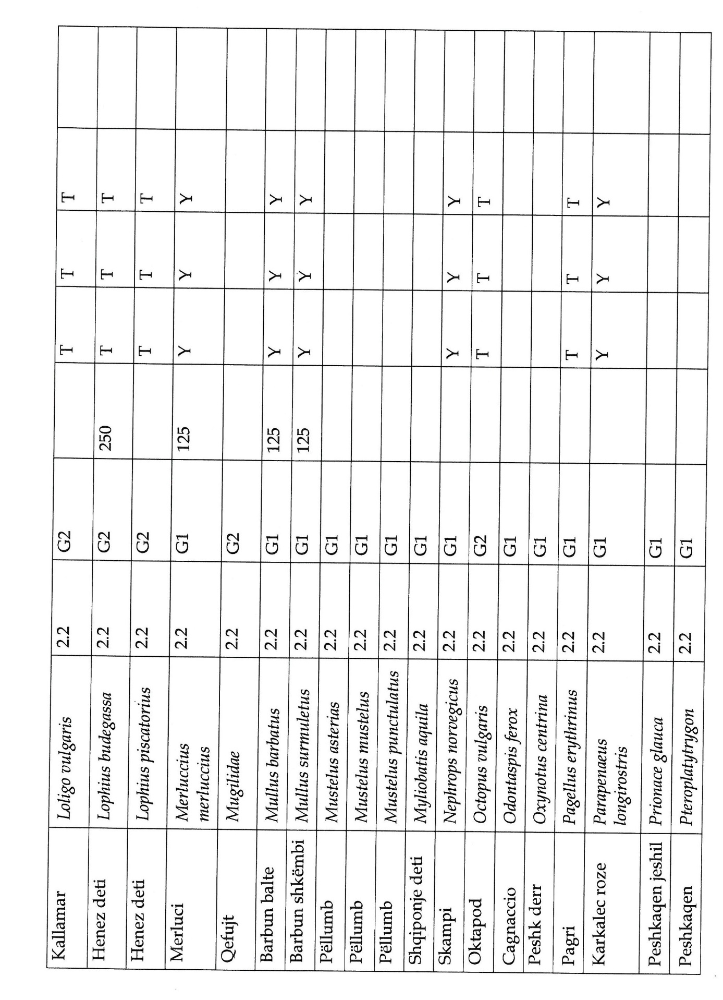 Kallamar Loligo vulgaris 2.2 G2 T T T
Henez deti Lophius budegassa 2.2 G2 250 T T T
Henez deti Lophius piscatorius 2.2 G2 T T T
Merluci Merluccius 2.2 G1 125 Y Y Y
merluccius
Qefujt Mugilidae 2.2 G2
Barbun balte Mullus barbatus 2.2 G1 125 Y Y Y
Barbun shkëmbi Mullus surmuletus 2.2 G1 125 Y Y Y
Pëllumb Mustelus asterias 2.2 G1
Pëllumb Mustelus mustelus 2.2 G1
Pëllumb Mustelus punctulatus 2.2 G1
Shqiponje deti Myliobatis aquila 2.2 G1
Skampi Nephrops norvegicus 2.2 G1 Y Y Y
Oktapod Octopus vulgaris 2.2 G2 T T T
Cagnaccio Odontaspis ferox 2.2 G1
Peshk derr Oxynotus centrina 2.2 G1
Pagri Pagellus erythrinus 2.2 G1 T T T
Karkalec roze Parapenaeus 2.2 G1 Y Y Y
longirostris
Peshkaqen jeshil Prionace glauca 2.2 G1
Peshkaqen Pteroplatytrygon 2.2 G1